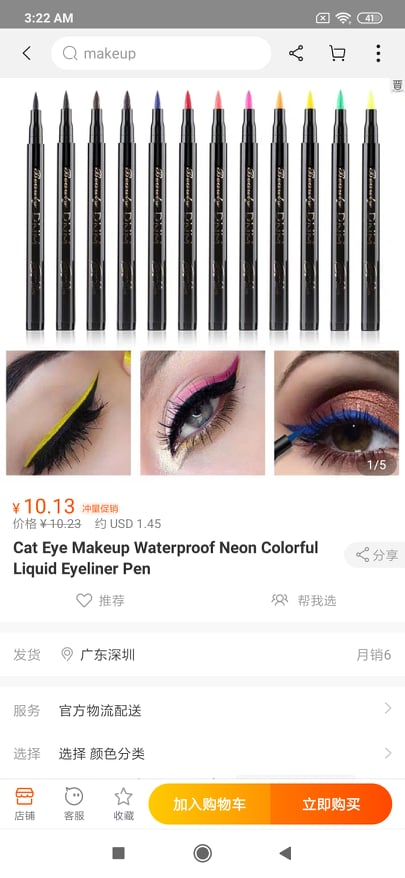 3:22 AM
41
makeup
1/5
¥ 10.13 冲量促销
价格 ¥ 10.23 约 USD 1.45
Cat Eye Makeup Waterproof Neon Colorful
Liquid Eyeliner Pen
分享
推荐
帮我选
发货 广东深圳 月销6
服务 官方物流配送
选择 选择 颜色分类
店铺
客服
收藏
加入购物车
立即购买